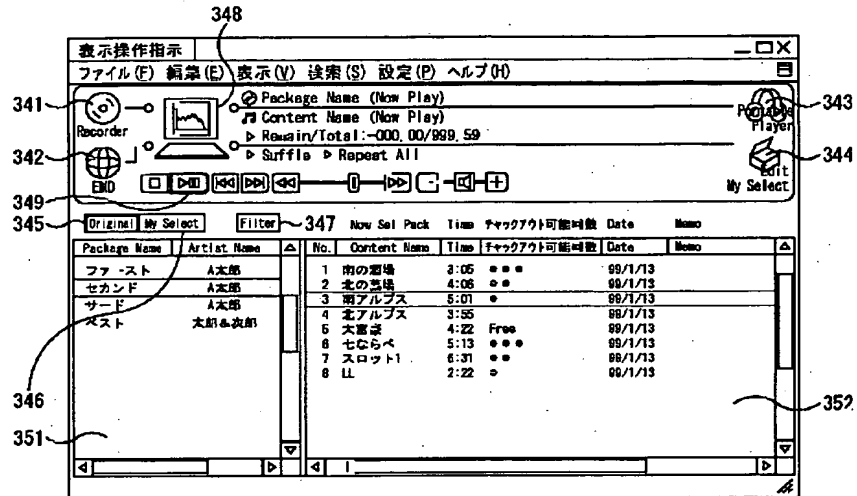 348
表示操作指示
ファイル(F) 編集(E) 表示(V) 検索(S) 設定(P) ヘルプ(H)
341
Recorder
342
EMD
349
Package Name (Now Play)
Content Name (Now Play)
Remain/Total:-000.00/999.59
Suffle Repeat All
343
Portable Player
344
Edit
My Select
345
Original My Select Filter
347
Now Sel Pack Time チャックアウト可能回数 Date Memo
Package Name Artist Name
ファ-スト A太郎
セカンド A太郎
サード A太郎
ベスト 太郎&次郎
No. Content Name Time チャックアウト可能回数 Date Memo
1 南の酒場 3:05 99/1/13
2 北の酒場 4:06 99/1/13
3 南アルプス 5:01 99/1/13
4 北アルプス 3:55 99/1/13
5 4:22 Free 99/1/13
6 七ならべ 5:13 99/1/13
7 スロット1 6:31 99/1/13
8 LL 2:22 99/1/13
346
351
352